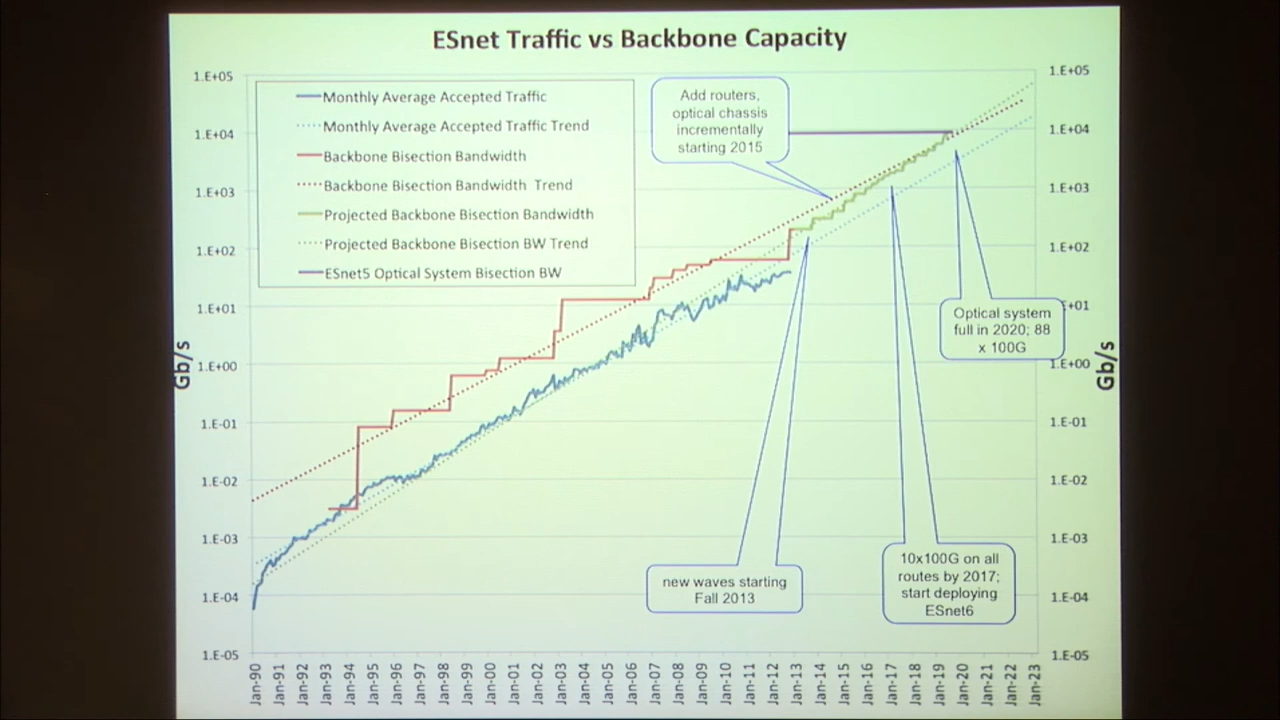 ESnet Traffic vs Backbone Capacity
1.E+05
1.E+04
1.E+03
1.E+02
1.E+01
1.E+00
1.E-01
1.E-02
1.E-03
1.E-04
1.E-05
Gb/s
Monthly Average Accepted Traffic
Monthly Average Accepted Traffic Trend
Backbone Bisection Bandwidth
Backbone Bisection Bandwidth Trend
Projected Backbone Bisection Bandwidth
Projected Backbone Bisection BW Trend
ESnet5 Optical System Bisection BW
Add routers,
optical chassis
incrementally
starting 2015
Optical system
full in 2020; 88
x 100G
new waves starting
Fall 2013
10x100G on all
routes by 2017;
start deploying
ESnet6
1.E+05
1.E+04
1.E+03
1.E+02
E+01
1.E+00
1.E-01
1.E-02
1.E-03
1.E-04
1.E-05
Gb/s
Jan-90
Jan-91
Jan-92
Jan-93
Jan-94
Jan-95
Jan-96
Jan-97
Jan-98
Jan-99
Jan-00
Jan-01
Jan-02
Jan-03
Jan-04
Jan-05
Jan-06
Jan-07
Jan-08
Jan-09
Jan-10
Jan-11
Jan-12
Jan-13
Jan-14
Jan-15
Jan-16
Jan-17
Jan-18
Jan-19
Jan-20
Jan-21
Jan-22
Jan-23